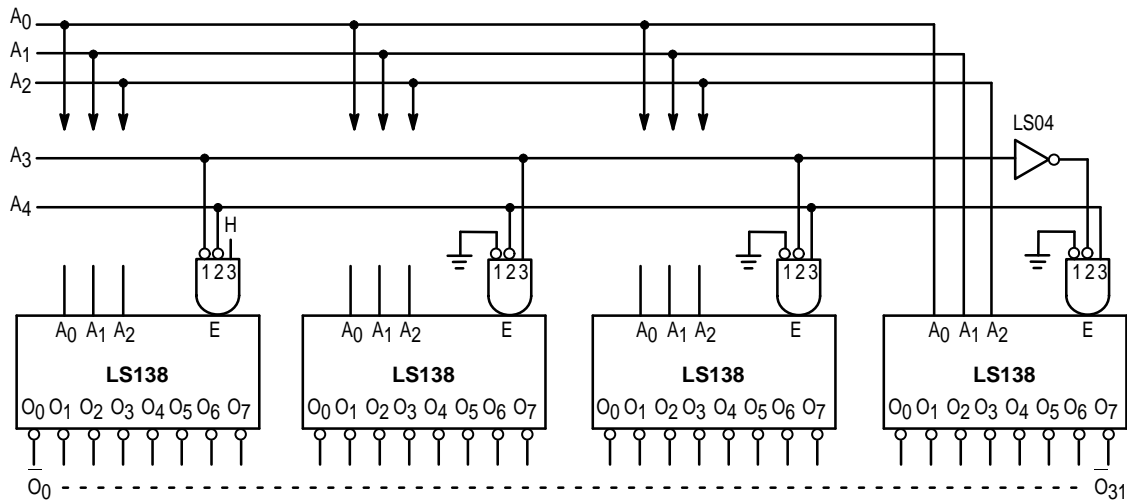 A0
A1
A2
LS04
A3
A4
H
1 2 3
1 2 3
1 2 3
1 2 3
A0 A1 A2 E
A0 A1 A2 E
A0 A1 A2 E
A0 A1 A2 E
LS138
LS138
LS138
LS138
O0 O1 O2 O3 O4 O5 O6 O7
O0 O1 O2 O3 O4 O5 O6 O7
O0 O1 O2 O3 O4 O5 O6 O7
O0 O1 O2 O3 O4 O5 O6 O7
O̅0 O̅31